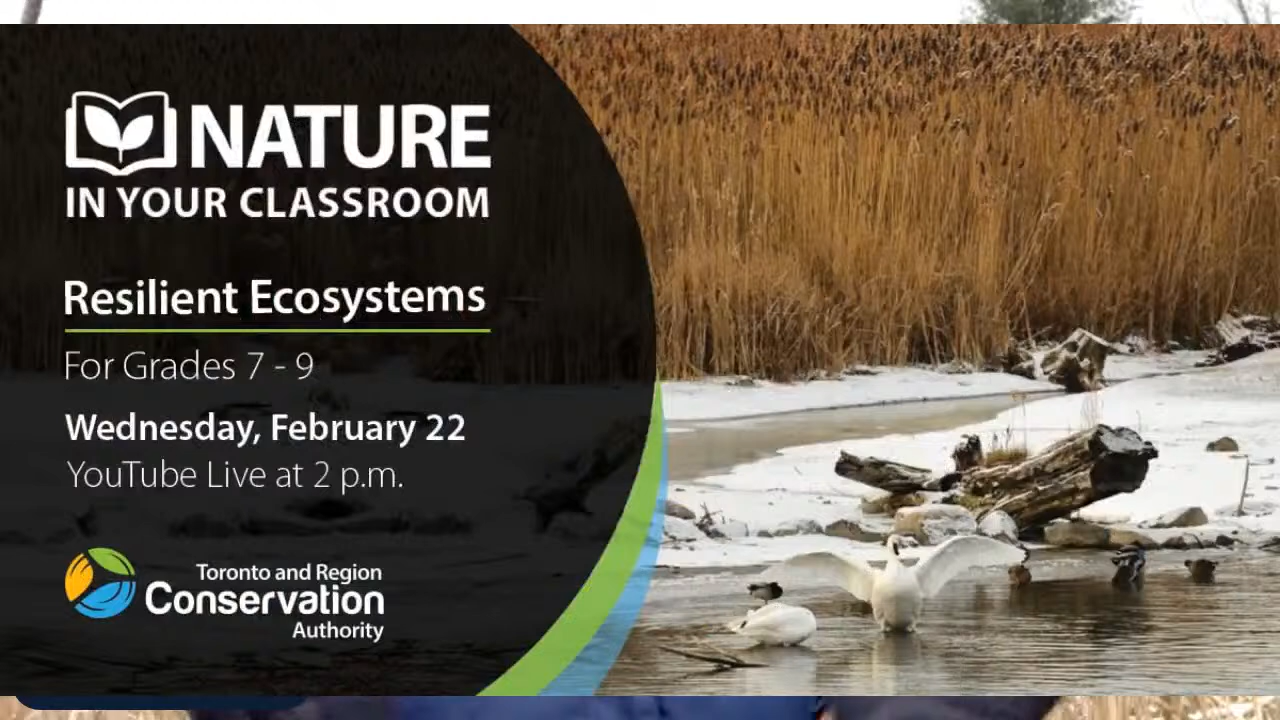 NATURE
IN YOUR CLASSROOM
Resilient Ecosystems
For Grades 7 - 9
Wednesday, February 22
YouTube Live at 2 p.m.
Toronto and Region
Conservation
Authority